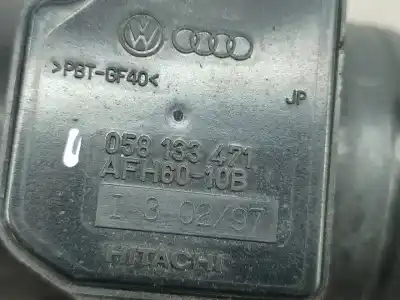 >PBT-GF40<
JP
058 133 471
AFH60-10B
I 3 02/97
HITACHI